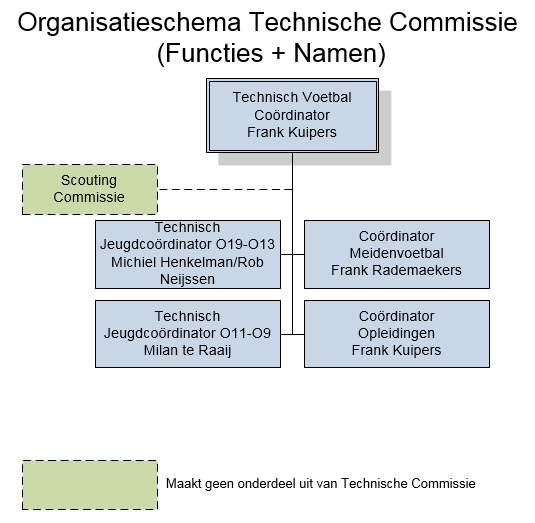 Organisatieschema Technische Commissie
(Functies + Namen)
Technisch Voetbal
Coördinator
Frank Kuipers
Scouting
Commissie
Technisch
Jeugdcoördinator O19-O13
Michiel Henkelman/Rob
Neijssen
Coördinator
Meidenvoetbal
Frank Rademaekers
Technisch
Jeugdcoördinator O11-O9
Milan te Raaij
Coördinator
Opleidingen
Frank Kuipers
Maakt geen onderdeel uit van Technische Commissie